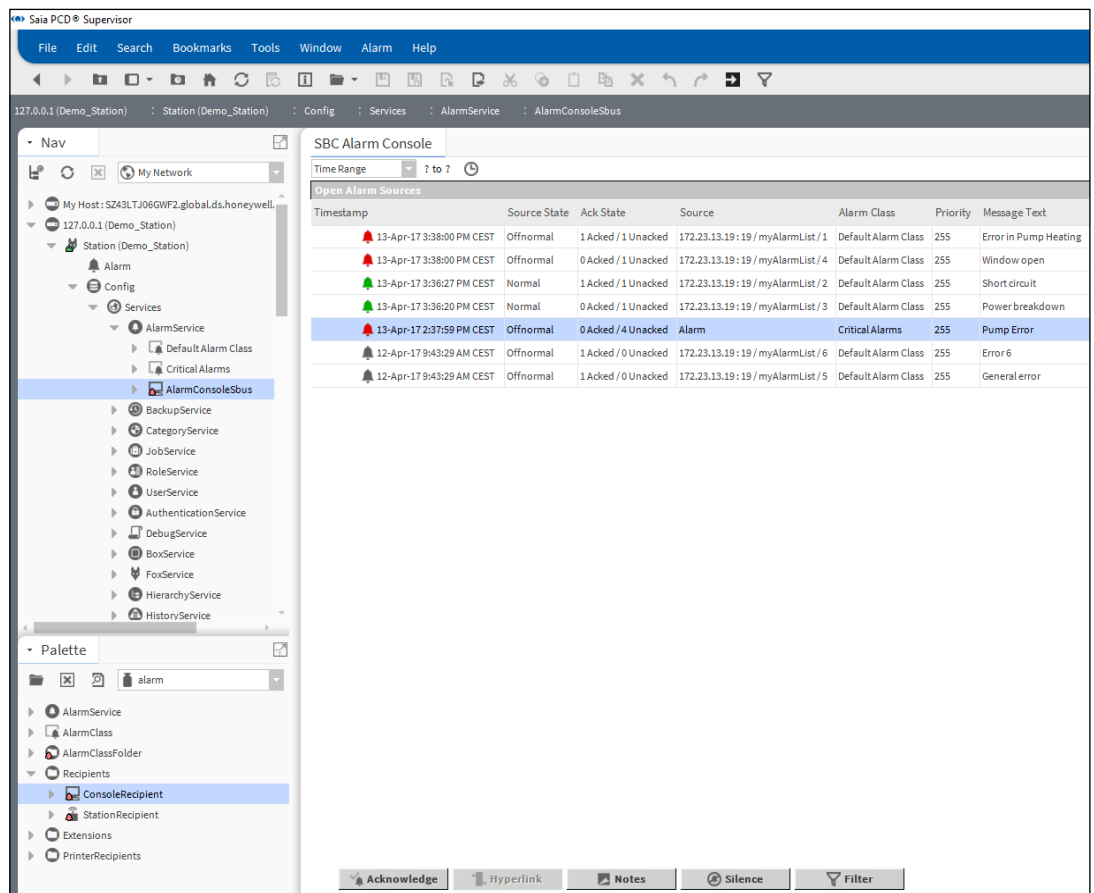 Saia PCD® Supervisor
File Edit Search Bookmarks Tools Window Alarm Help
127.0.0.1 (Demo_Station) : Station (Demo_Station) : Config : Services : AlarmService : AlarmConsoleSbus
Nav
My Network
My Host : SZ43LTJ06GWF2.global.ds.honeywell.
127.0.0.1 (Demo_Station)
Station (Demo_Station)
Alarm
Config
Services
AlarmService
Default Alarm Class
Critical Alarms
AlarmConsoleSbus
BackupService
CategoryService
JobService
RoleService
UserService
AuthenticationService
DebugService
BoxService
FoxService
HierarchyService
HistoryService
Palette
alarm
AlarmService
AlarmClass
AlarmClassFolder
Recipients
ConsoleRecipient
StationRecipient
Extensions
PrinterRecipients
SBC Alarm Console
Time Range ? to ?
Open Alarm Sources
Timestamp Source State Ack State Source Alarm Class Priority Message Text
13-Apr-17 3:38:00 PM CEST Offnormal 1 Acked / 1 Unacked 172.23.13.19 : 19 / myAlarmList / 1 Default Alarm Class 255 Error in Pump Heating
13-Apr-17 3:38:00 PM CEST Offnormal 0 Acked / 1 Unacked 172.23.13.19 : 19 / myAlarmList / 4 Default Alarm Class 255 Window open
13-Apr-17 3:36:27 PM CEST Normal 1 Acked / 1 Unacked 172.23.13.19 : 19 / myAlarmList / 2 Default Alarm Class 255 Short circuit
13-Apr-17 3:36:20 PM CEST Normal 0 Acked / 1 Unacked 172.23.13.19 : 19 / myAlarmList / 3 Default Alarm Class 255 Power breakdown
13-Apr-17 2:37:59 PM CEST Offnormal 0 Acked / 4 Unacked Alarm Critical Alarms 255 Pump Error
12-Apr-17 9:43:29 AM CEST Offnormal 1 Acked / 0 Unacked 172.23.13.19 : 19 / myAlarmList / 6 Default Alarm Class 255 Error 6
12-Apr-17 9:43:29 AM CEST Offnormal 1 Acked / 0 Unacked 172.23.13.19 : 19 / myAlarmList / 5 Default Alarm Class 255 General error
Acknowledge Hyperlink Notes Silence Filter